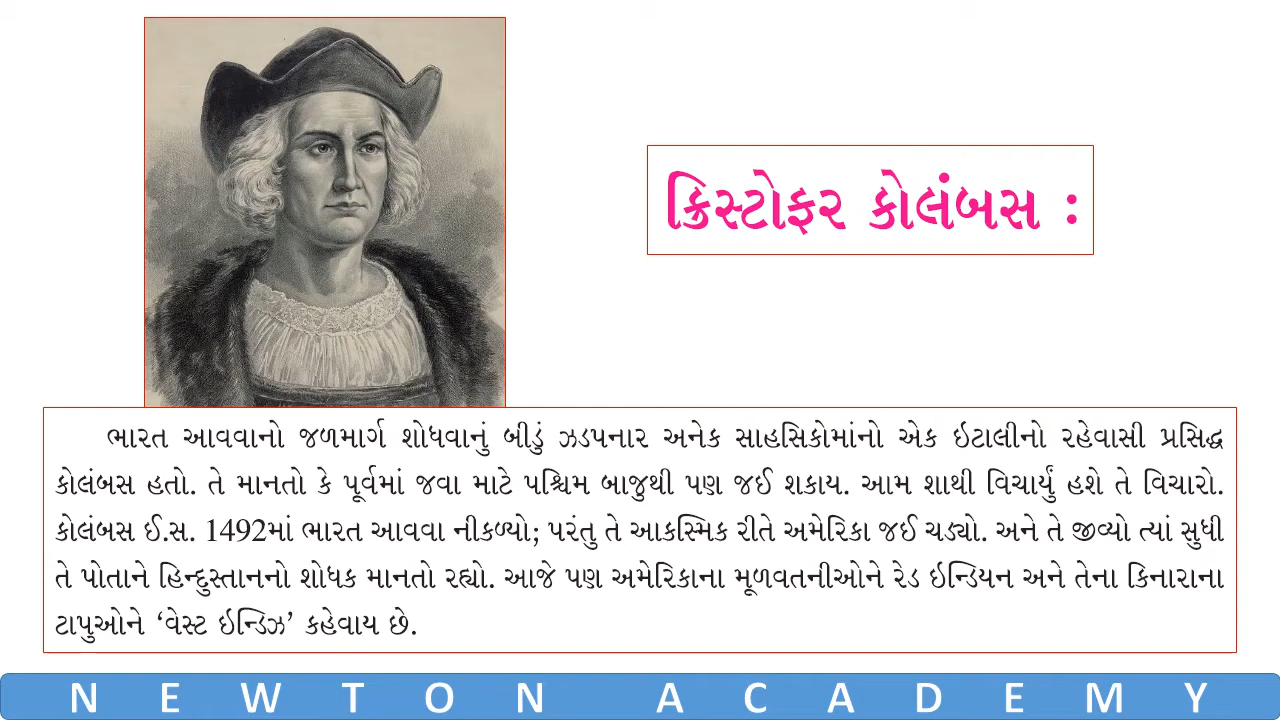 ક્રિસ્ટોફર કોલંબસ :
ભારત આવવાનો જળમાર્ગ શોધવાનું બીડું ઝડપનાર અનેક સાહસિકોમાંનો એક ઇટાલીનો રહેવાસી પ્રસિદ્ધ
કોલંબસ હતો. તે માનતો કે પૂર્વમાં જવા માટે પશ્ચિમ બાજુથી પણ જઈ શકાય. આમ શાથી વિચાર્યું હશે તે વિચારો.
કોલંબસ ઈ.સ. 1492માં ભારત આવવા નીકળ્યો; પરંતુ તે આકસ્મિક રીતે અમેરિકા જઈ ચડ્યો. અને તે જીવ્યો ત્યાં સુધી
તે પોતાને હિન્દુસ્તાનનો શોધક માનતો રહ્યો. આજે પણ અમેરિકાના મૂળવતનીઓને રેડ ઇન્ડિયન અને તેના કિનારાના
ટાપુઓને ‘વેસ્ટ ઇન્ડિઝ’ કહેવાય છે.
NEWTON ACADEMY